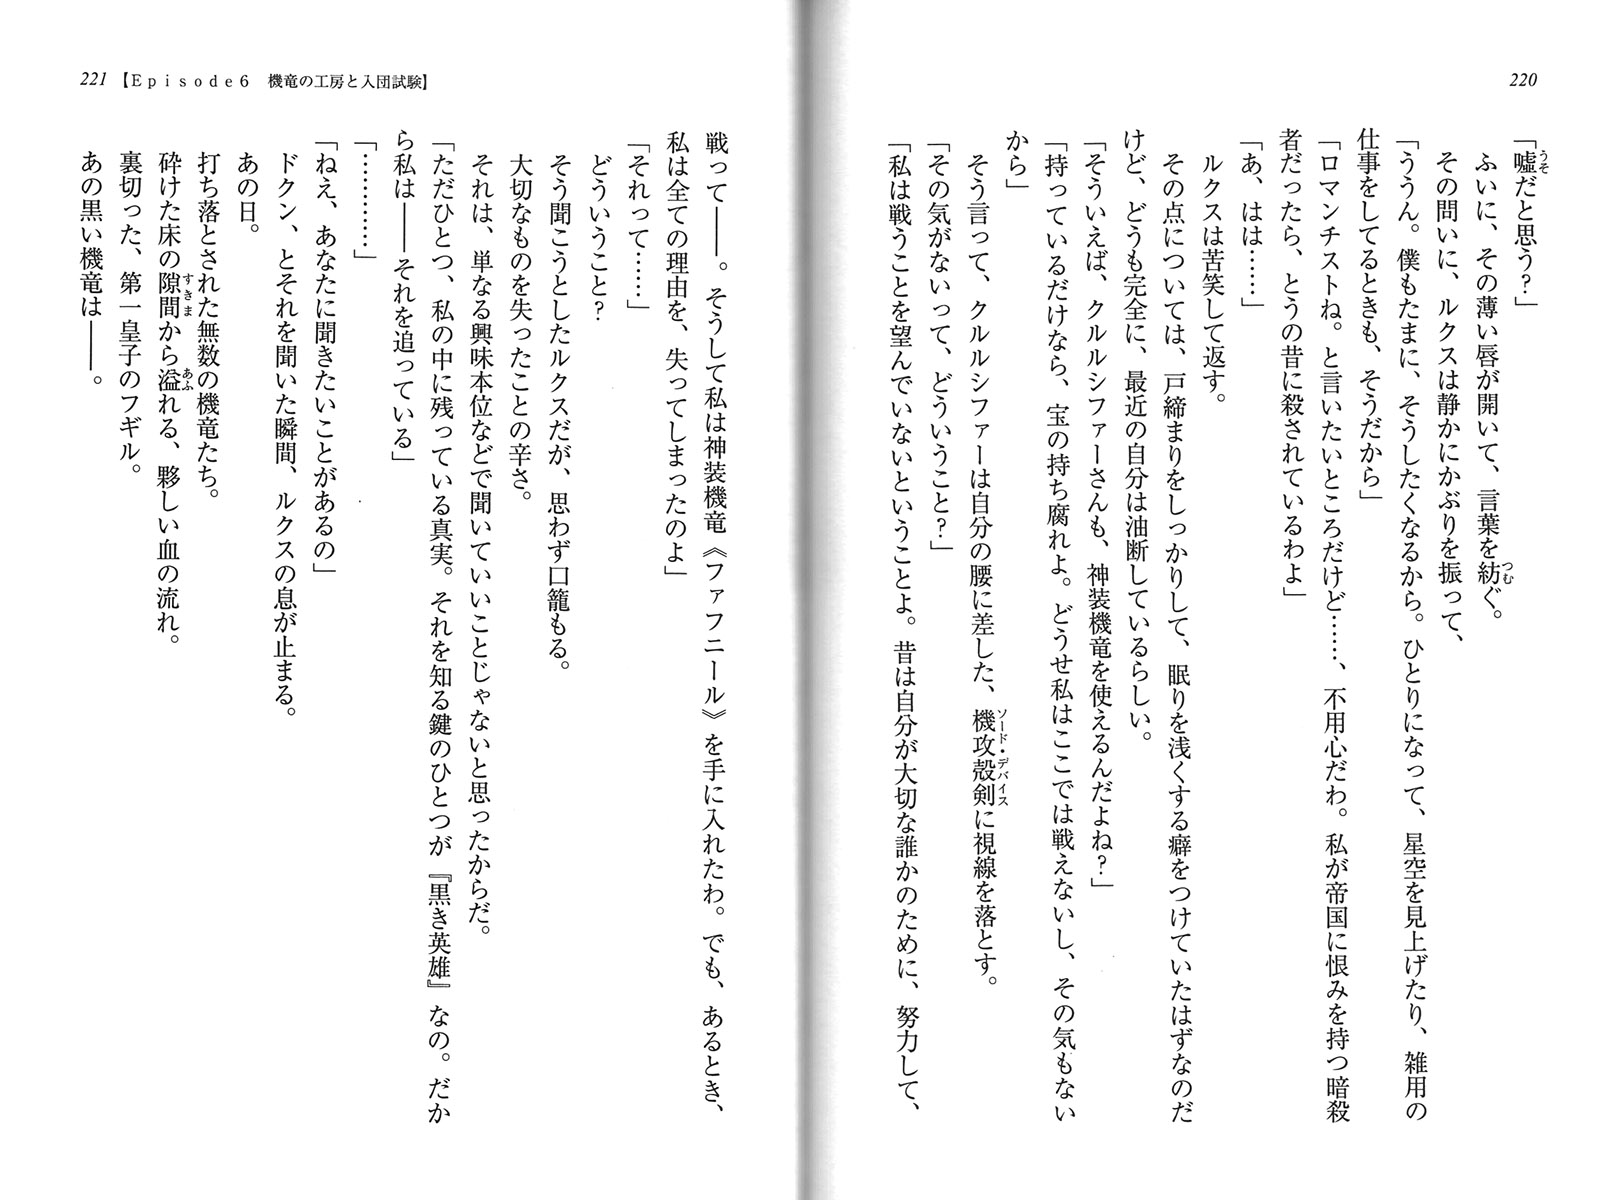 220
「嘘だと思う？」
ふいに、その薄い唇が開いて、言葉を紡ぐ。
その問いに、ルクスは静かにかぶりを振って、
「ううん。僕もたまに、そうしたくなるから。ひとりになって、星空を見上げたり、雑用の
仕事をしてるときも、そうだから」
「ロマンチストね。と言いたいところだけど……、不用心だわ。私が帝国に恨みを持つ暗殺
者だったら、とうの昔に殺されているわよ」
「あ、はは……」
ルクスは苦笑して返す。
その点については、戸締まりをしっかりして、眠りを浅くする癖をつけていたはずなのだ
けど、どうも完全に、最近の自分は油断しているらしい。
「そういえば、クルルシファーさんも、神装機竜を使えるんだよね？」
「持っているだけなら、宝の持ち腐れよ。どうせ私はここでは戦えないし、その気もない
から」
そう言って、クルルシファーは自分の腰に差した、機攻殻剣に視線を落とす。
「その気がないって、どういうこと？」
「私は戦うことを望んでいないということよ。昔は自分が大切な誰かのために、努力して、
221 【Episode6 機竜の工房と入団試験】
戦って――。そうして私は神装機竜《ファフニール》を手に入れたわ。でも、あるとき、
私は全ての理由を、失ってしまったのよ」
「それって……」
どういうこと？
そう聞こうとしたルクスだが、思わず口籠もる。
大切なものを失ったことの辛さ。
それは、単なる興味本位などで聞いていいことじゃないと思ったからだ。
「ただひとつ、私の中に残っている真実。それを知る鍵のひとつが『黒き英雄』なの。だか
ら私は――それを追っている」
「…………」
「ねえ、あなたに聞きたいことがあるの」
ドクン、とそれを聞いた瞬間、ルクスの息が止まる。
あの日。
打ち落とされた無数の機竜たち。
砕けた床の隙間から溢れる、夥しい血の流れ。
裏切った、第一皇子のフギル。
あの黒い機竜は――。